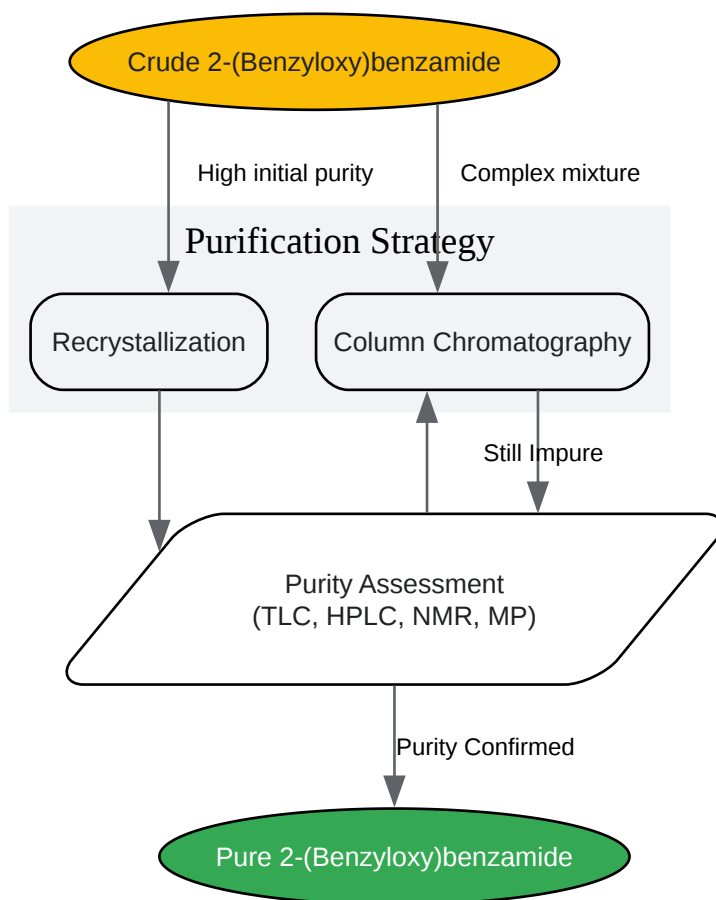 Crude 2-(Benzyloxy)benzamide
High initial purity
Complex mixture
Purification Strategy
Recrystallization
Column Chromatography
Still Impure
Purity Assessment
(TLC, HPLC, NMR, MP)
Purity Confirmed
Pure 2-(Benzyloxy)benzamide